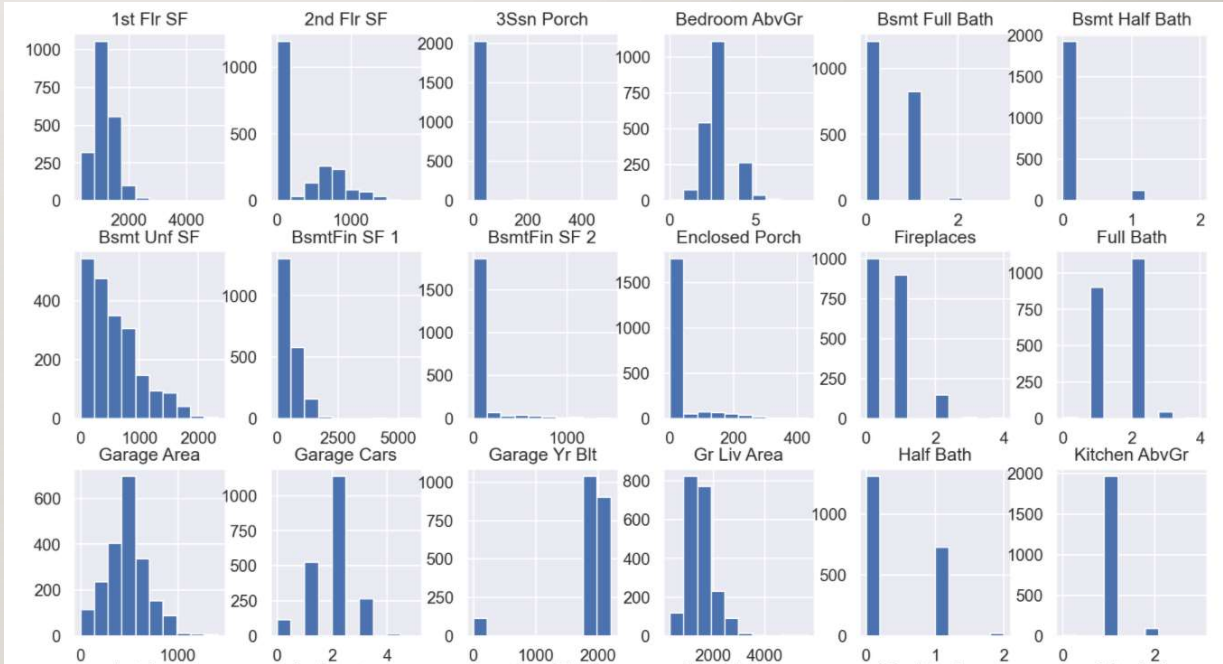 1st Flr SF 2nd Flr SF 3Ssn Porch Bedroom AbvGr Bsmt Full Bath Bsmt Half Bath
1000 750 500 250 0
1000 500 0
2000 1500 1000 500 0
1000 750 500 250 0
1000 500 0
2000 1500 1000 500 0
2000 4000 0 1000 0 200 400 5 0 2 0 1 2
Bsmt Unf SF BsmtFin SF 1 BsmtFin SF 2 Enclosed Porch Fireplaces Full Bath
400 200 0
1000 500 0
1500 1000 500 0
1500 1000 500 0
1000 750 500 250 0
1000 750 500 250 0
0 1000 2000 0 2500 5000 0 1000 0 200 400 0 2 4 0 2 4
Garage Area Garage Cars Garage Yr Blt Gr Liv Area Half Bath Kitchen AbvGr
600 400 200 0
1000 750 500 250 0
1000 750 500 250 0
800 600 400 200 0
1000 500 0
2000 1500 1000 500 0
0 1000 0 2 4 0 1000 2000 2000 4000 0 1 2 0 2